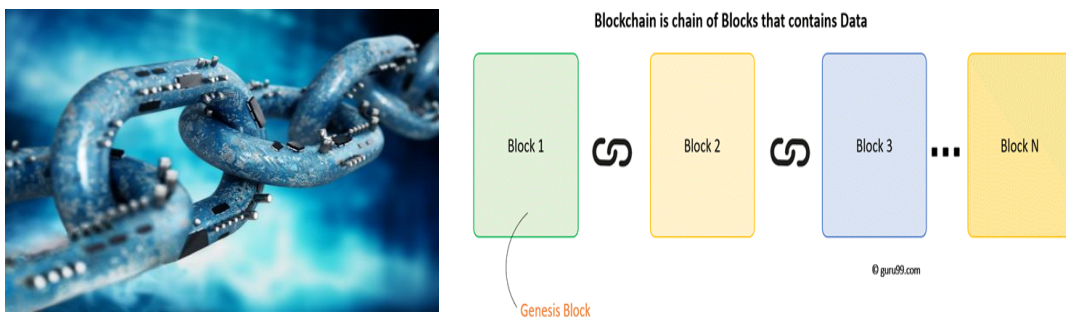 Blockchain is chain of Blocks that contains Data
Block 1
Block 2
Block 3
Block N
© guru99.com
Genesis Block